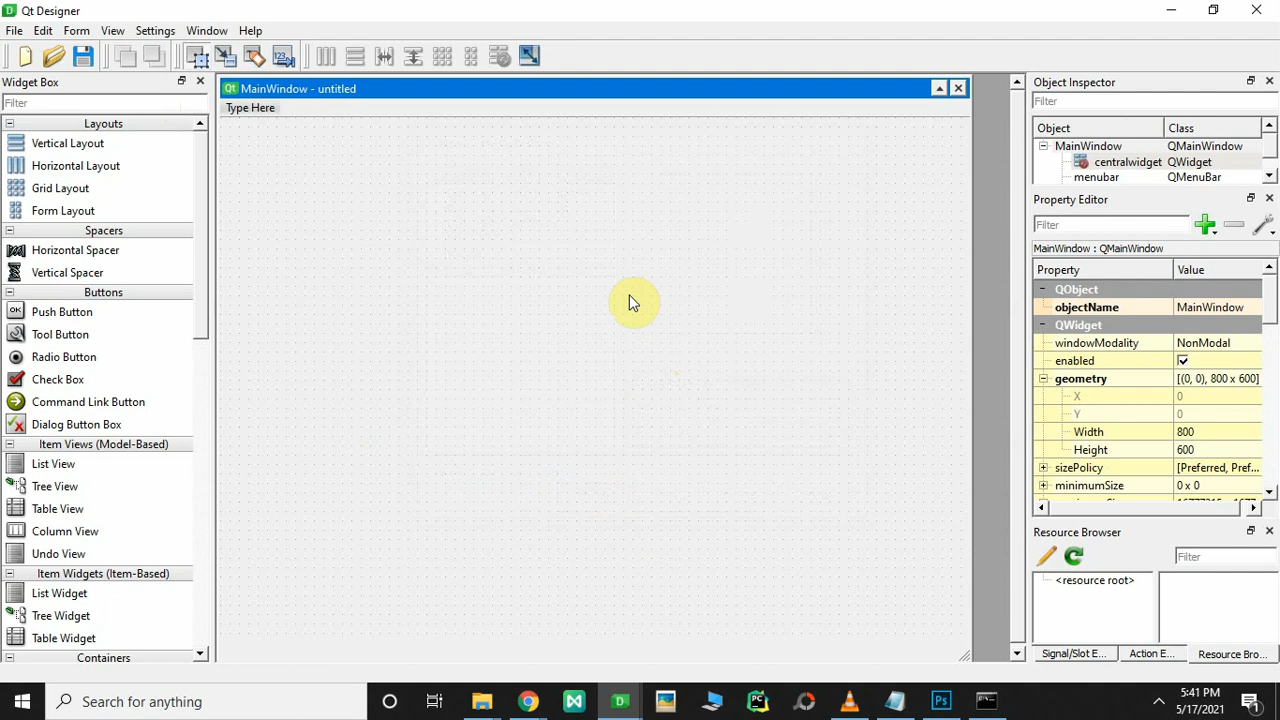 Qt Designer
File Edit Form View Settings Window Help
Widget Box
Filter
Layouts
Vertical Layout
Horizontal Layout
Grid Layout
Form Layout
Spacers
Horizontal Spacer
Vertical Spacer
Buttons
OK Push Button
Tool Button
Radio Button
Check Box
Command Link Button
Dialog Button Box
Item Views (Model-Based)
List View
Tree View
Table View
Column View
Undo View
Item Widgets (Item-Based)
List Widget
Tree Widget
Table Widget
Containers
Qt MainWindow - untitled
Type Here
Object Inspector
Filter
Object Class
MainWindow QMainWindow
centralwidget QWidget
menubar QMenuBar
Property Editor
Filter
MainWindow : QMainWindow
Property Value
QObject
objectName MainWindow
QWidget
windowModality NonModal
enabled
geometry [(0, 0), 800 x 600]
X 0
Y 0
Width 800
Height 600
sizePolicy [Preferred, Pref...
minimumSize 0 x 0
Resource Browser
Filter
<resource root>
Signal/Slot E... Action E... Resource Bro...
Search for anything
5:41 PM
5/17/2021